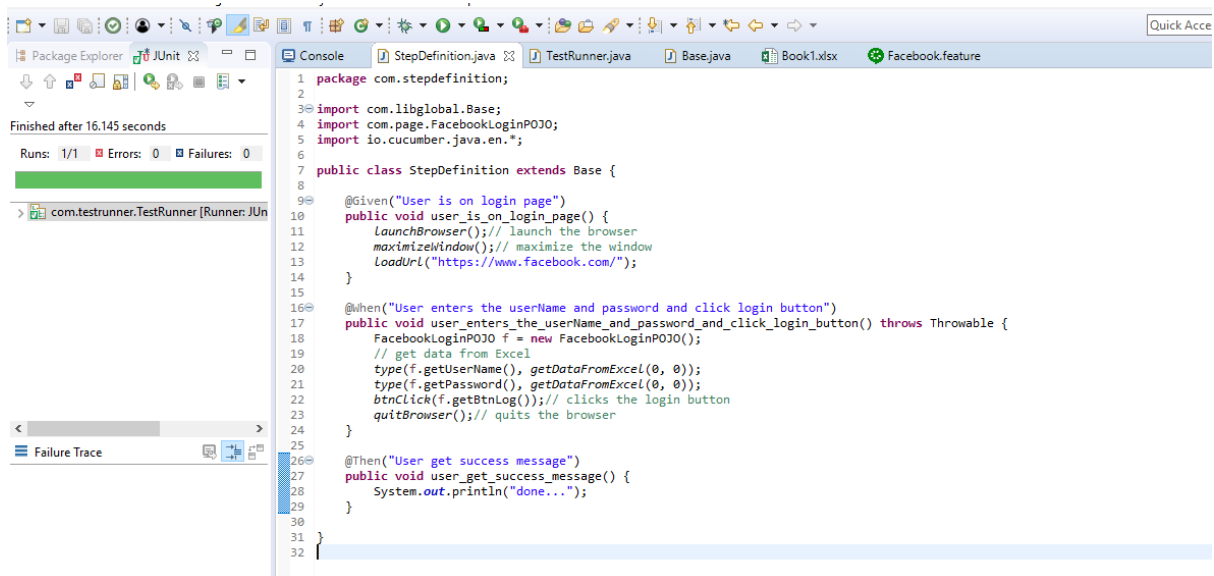 Quick Acce
Package Explorer JUnit
Finished after 16.145 seconds
Runs: 1/1 Errors: 0 Failures: 0
com.testrunner.TestRunner [Runner: JUn
Failure Trace
Console StepDefinition.java TestRunner.java Base.java Book1.xlsx Facebook.feature
1 package com.stepdefinition;
2
3 import com.libglobal.Base;
4 import com.page.FacebookLoginPOJO;
5 import io.cucumber.java.en.*;
6
7 public class StepDefinition extends Base {
8
9 @Given("User is on login page")
10 public void user_is_on_login_page() {
11 launchBrowser();// launch the browser
12 maximizeWindow();// maximize the window
13 loadUrl("https://www.facebook.com/");
14 }
15
16 @When("User enters the userName and password and click login button")
17 public void user_enters_the_userName_and_password_and_click_login_button() throws Throwable {
18 FacebookLoginPOJO f = new FacebookLoginPOJO();
19 // get data from Excel
20 type(f.getUserName(), getDataFromExcel(0, 0));
21 type(f.getPassword(), getDataFromExcel(0, 0));
22 btnClick(f.getBtnLog());// clicks the login button
23 quitBrowser();// quits the browser
24 }
25
26 @Then("User get success message")
27 public void user_get_success_message() {
28 System.out.println("done...");
29 }
30
31 }
32